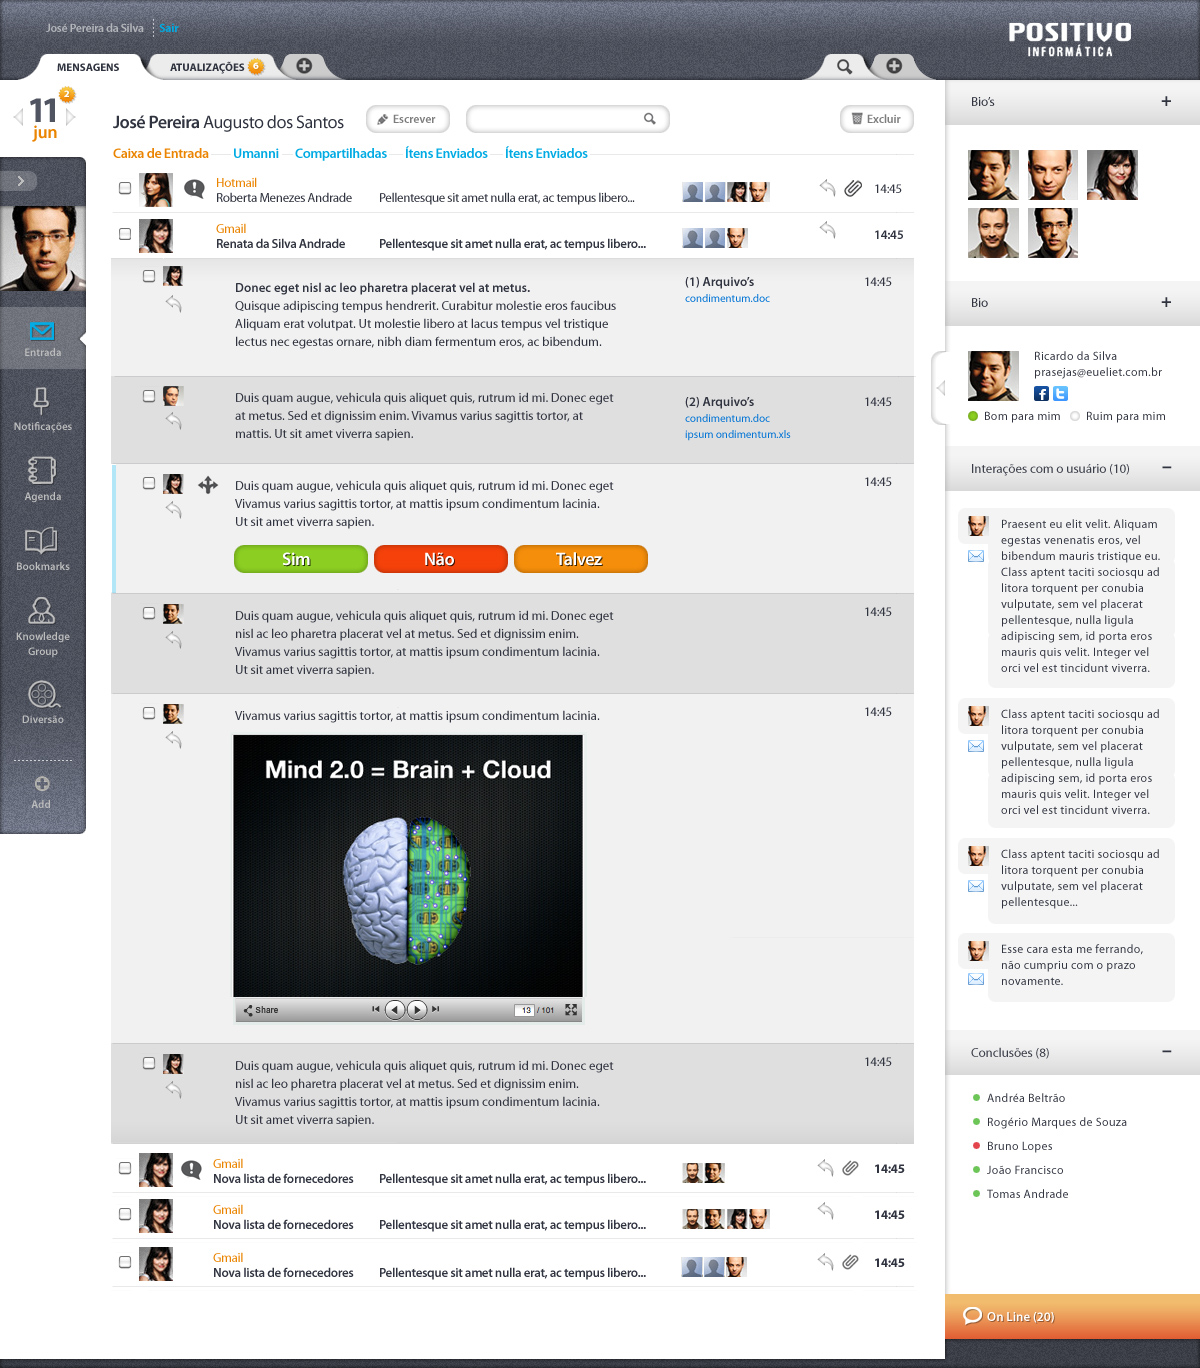 José Pereira da Silva Sair
POSITIVO
INFORMÁTICA
MENSAGENS
ATUALIZAÇÕES 6
2
11
jun
José Pereira Augusto dos Santos
Escrever
Excluir
Caixa de Entrada Umanni Compartilhadas Ítens Enviados Ítens Enviados
Hotmail
Roberta Menezes Andrade Pellentesque sit amet nulla erat, ac tempus libero... 14:45
Gmail
Renata da Silva Andrade Pellentesque sit amet nulla erat, ac tempus libero... 14:45
Donec eget nisl ac leo pharetra placerat vel at metus.
Quisque adipiscing tempus hendrerit. Curabitur molestie eros faucibus
Aliquam erat volutpat. Ut molestie libero at lacus tempus vel tristique
lectus nec egestas ornare, nibh diam fermentum eros, ac bibendum.
(1) Arquivo's
condimentum.doc
14:45
Duis quam augue, vehicula quis aliquet quis, rutrum id mi. Donec eget
at metus. Sed et dignissim enim. Vivamus varius sagittis tortor, at
mattis. Ut sit amet viverra sapien.
(2) Arquivo's
condimentum.doc
ipsum ondimentum.xls
14:45
Duis quam augue, vehicula quis aliquet quis, rutrum id mi. Donec eget
Vivamus varius sagittis tortor, at mattis ipsum condimentum lacinia.
Ut sit amet viverra sapien.
14:45
Sim Não Talvez
Duis quam augue, vehicula quis aliquet quis, rutrum id mi. Donec eget
nisl ac leo pharetra placerat vel at metus. Sed et dignissim enim.
Vivamus varius sagittis tortor, at mattis ipsum condimentum lacinia.
Ut sit amet viverra sapien.
14:45
Vivamus varius sagittis tortor, at mattis ipsum condimentum lacinia.
14:45
Mind 2.0 = Brain + Cloud
Share
13 / 101
Duis quam augue, vehicula quis aliquet quis, rutrum id mi. Donec eget
nisl ac leo pharetra placerat vel at metus. Sed et dignissim enim.
Vivamus varius sagittis tortor, at mattis ipsum condimentum lacinia.
Ut sit amet viverra sapien.
14:45
Gmail
Nova lista de fornecedores Pellentesque sit amet nulla erat, ac tempus libero... 14:45
Gmail
Nova lista de fornecedores Pellentesque sit amet nulla erat, ac tempus libero... 14:45
Gmail
Nova lista de fornecedores Pellentesque sit amet nulla erat, ac tempus libero... 14:45
Entrada
Notificações
Agenda
Bookmarks
Knowledge
Group
Diversão
Add
Bio's +
Bio +
Ricardo da Silva
prasejas@eueliet.com.br
Bom para mim Ruim para mim
Interações com o usuário (10) −
Praesent eu elit velit. Aliquam
egestas venenatis eros, vel
bibendum mauris tristique eu.
Class aptent taciti sociosqu ad
litora torquent per conubia
vulputate, sem vel placerat
pellentesque, nulla ligula
adipiscing sem, id porta eros
mauris quis velit. Integer vel
orci vel est tincidunt viverra.
Class aptent taciti sociosqu ad
litora torquent per conubia
vulputate, sem vel placerat
pellentesque, nulla ligula
adipiscing sem, id porta eros
mauris quis velit. Integer vel
orci vel est tincidunt viverra.
Class aptent taciti sociosqu ad
litora torquent per conubia
vulputate, sem vel placerat
pellentesque...
Esse cara esta me ferrando,
não cumpriu com o prazo
novamente.
Conclusões (8) −
Andréa Beltrão
Rogério Marques de Souza
Bruno Lopes
João Francisco
Tomas Andrade
On Line (20)